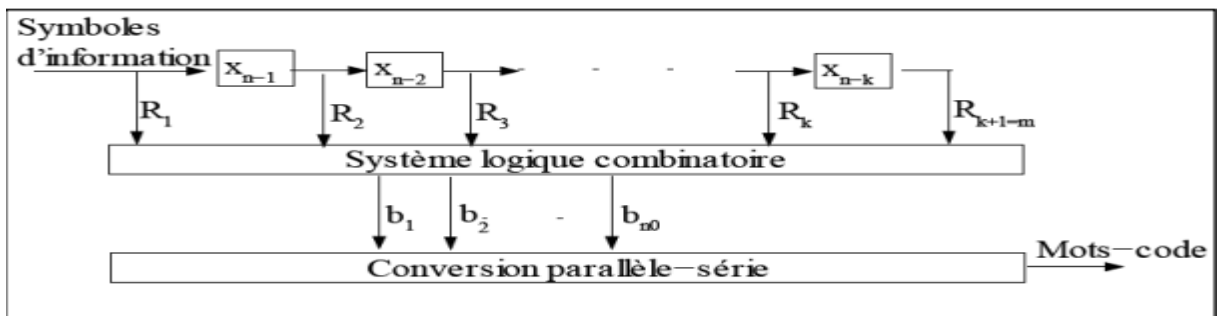 Symboles
d'information
x_{n-1} x_{n-2} - - - x_{n-k}
R_1 R_2 R_3 R_k R_{k+1=m}
Système logique combinatoire
b_1 b_2 - b_{n0}
Mots-code
Conversion parallèle-série